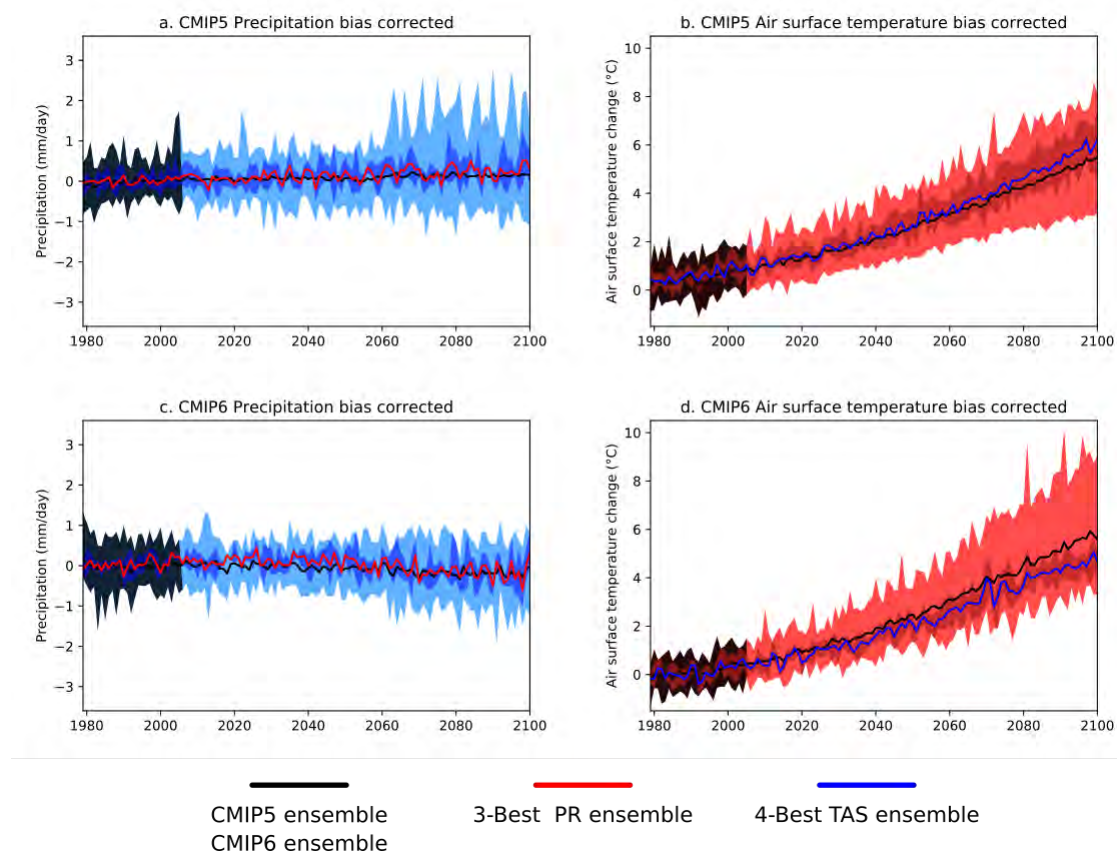 a. CMIP5 Precipitation bias corrected
Precipitation (mm/day)
3
2
1
0
−1
−2
−3
1980 2000 2020 2040 2060 2080 2100
b. CMIP5 Air surface temperature bias corrected
Air surface temperature change (°C)
10
8
6
4
2
0
1980 2000 2020 2040 2060 2080 2100
c. CMIP6 Precipitation bias corrected
Precipitation (mm/day)
3
2
1
0
−1
−2
−3
1980 2000 2020 2040 2060 2080 2100
d. CMIP6 Air surface temperature bias corrected
Air surface temperature change (°C)
10
8
6
4
2
0
1980 2000 2020 2040 2060 2080 2100
CMIP5 ensemble
CMIP6 ensemble
3-Best PR ensemble
4-Best TAS ensemble